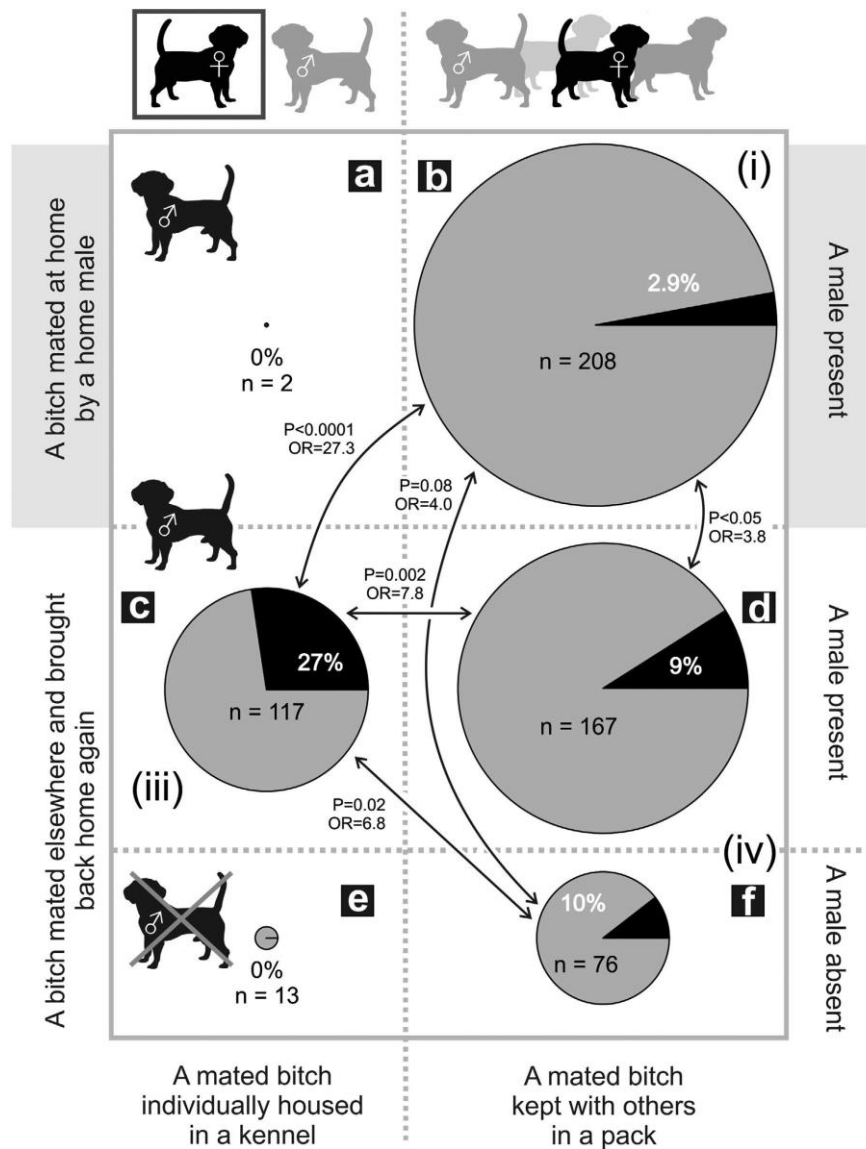 ♀
♂
♂
♀
A bitch mated at home
by a home male
♂
a
b
(i)
2.9%
n = 208
0%
n = 2
A male present
P<0.0001
OR=27.3
P=0.08
OR=4.0
P<0.05
OR=3.8
♂
P=0.002
OR=7.8
A bitch mated elsewhere and brought
back home again
c
27%
n = 117
(iii)
d
9%
n = 167
A male present
P=0.02
OR=6.8
(iv)
♂
e
0%
n = 13
10%
n = 76
f
A male absent
A mated bitch
individually housed
in a kennel
A mated bitch
kept with others
in a pack